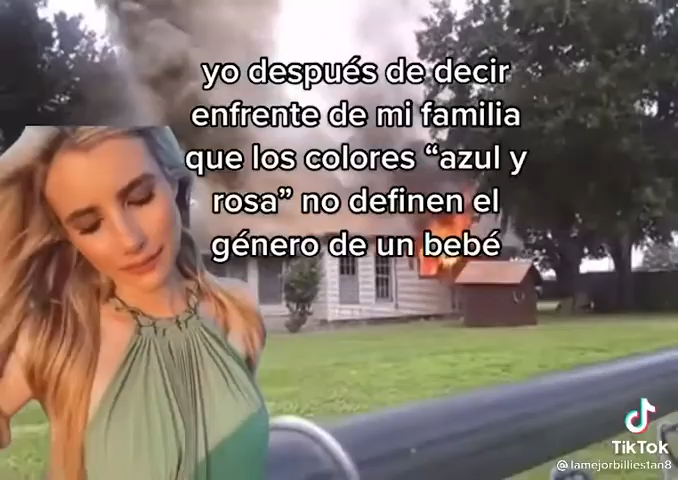 yo después de decir
enfrente de mi familia
que los colores “azul y
rosa” no definen el
género de un bebé
TikTok
@lamejorbilliestan8